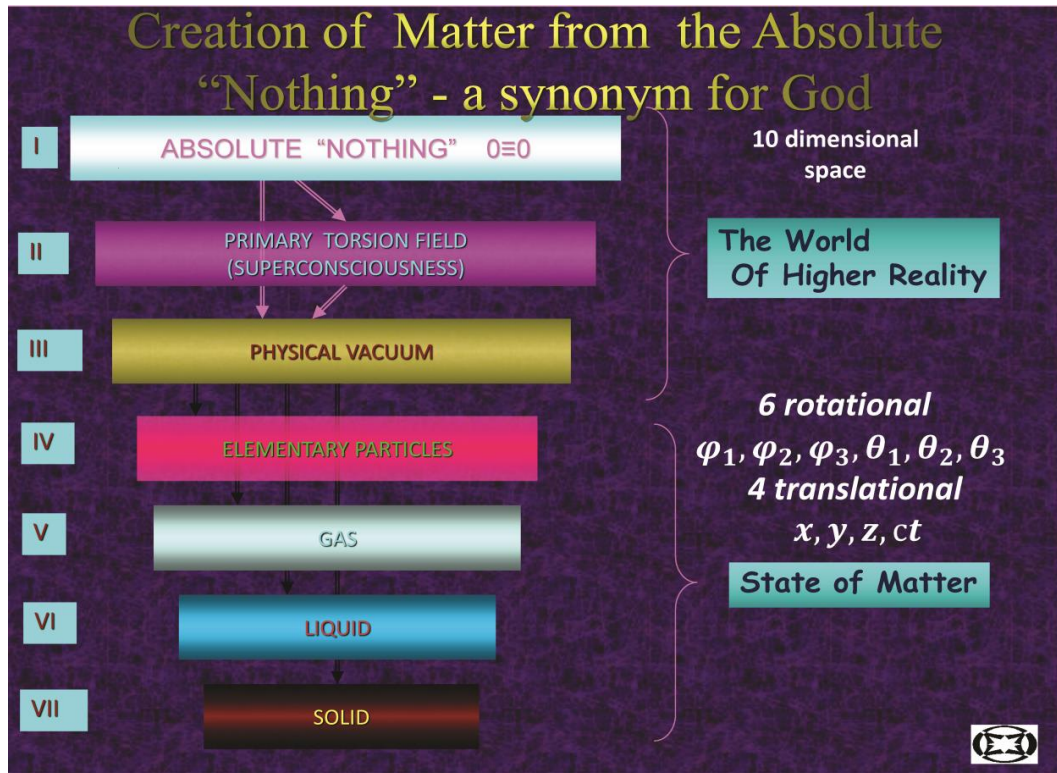 Creation of Matter from the Absolute
“Nothing” - a synonym for God
I
ABSOLUTE “NOTHING” 0≡0
10 dimensional
space
II
PRIMARY TORSION FIELD
(SUPERCONSCIOUSNESS)
The World
Of Higher Reality
III
PHYSICAL VACUUM
6 rotational
IV
ELEMENTARY PARTICLES
φ₁, φ₂, φ₃, θ₁, θ₂, θ₃
4 translational
V
GAS
x, y, z, ct
State of Matter
VI
LIQUID
VII
SOLID